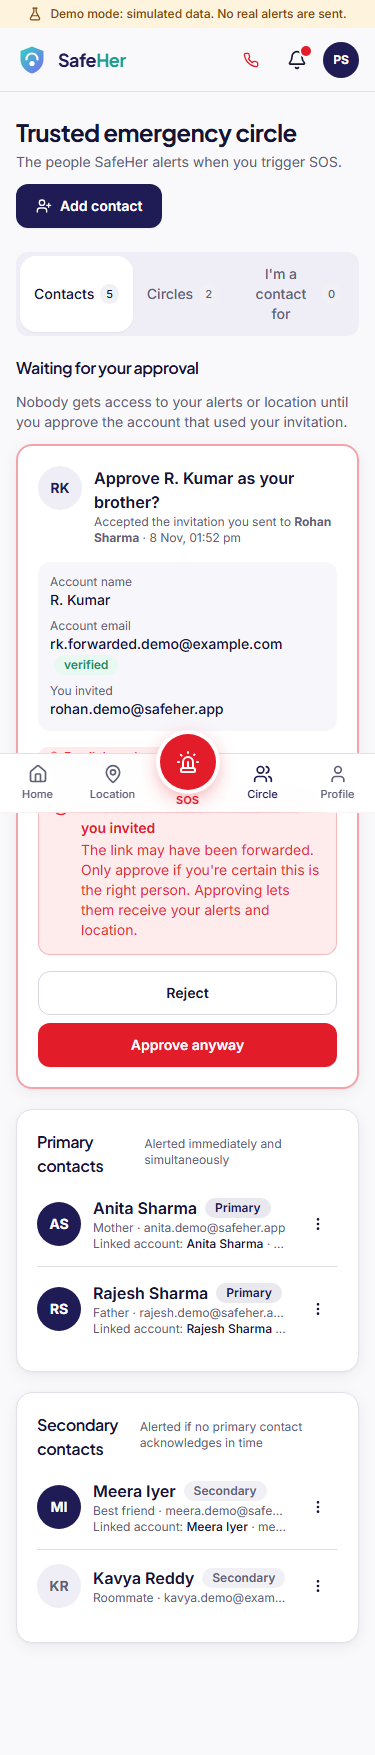 Demo mode: simulated data. No real alerts are sent.
SafeHer
PS
Trusted emergency circle
The people SafeHer alerts when you trigger SOS.
Add contact
Contacts 5
Circles 2
I'm a contact for 0
Waiting for your approval
Nobody gets access to your alerts or location until
you approve the account that used your invitation.
RK
Approve R. Kumar as your
brother?
Accepted the invitation you sent to Rohan
Sharma · 8 Nov, 01:52 pm
Account name
R. Kumar
Account email
rk.forwarded.demo@example.com
verified
You invited
rohan.demo@safeher.app
Home
Location
SOS
Circle
Profile
you invited
The link may have been forwarded.
Only approve if you're certain this is
the right person. Approving lets
them receive your alerts and
location.
Reject
Approve anyway
Primary
contacts
Alerted immediately and
simultaneously
AS
Anita Sharma Primary
Mother · anita.demo@safeher.app
Linked account: Anita Sharma · ...
RS
Rajesh Sharma Primary
Father · rajesh.demo@safeher.a...
Linked account: Rajesh Sharma ...
Secondary
contacts
Alerted if no primary contact
acknowledges in time
MI
Meera Iyer Secondary
Best friend · meera.demo@safe...
Linked account: Meera Iyer · me...
KR
Kavya Reddy Secondary
Roommate · kavya.demo@exam...